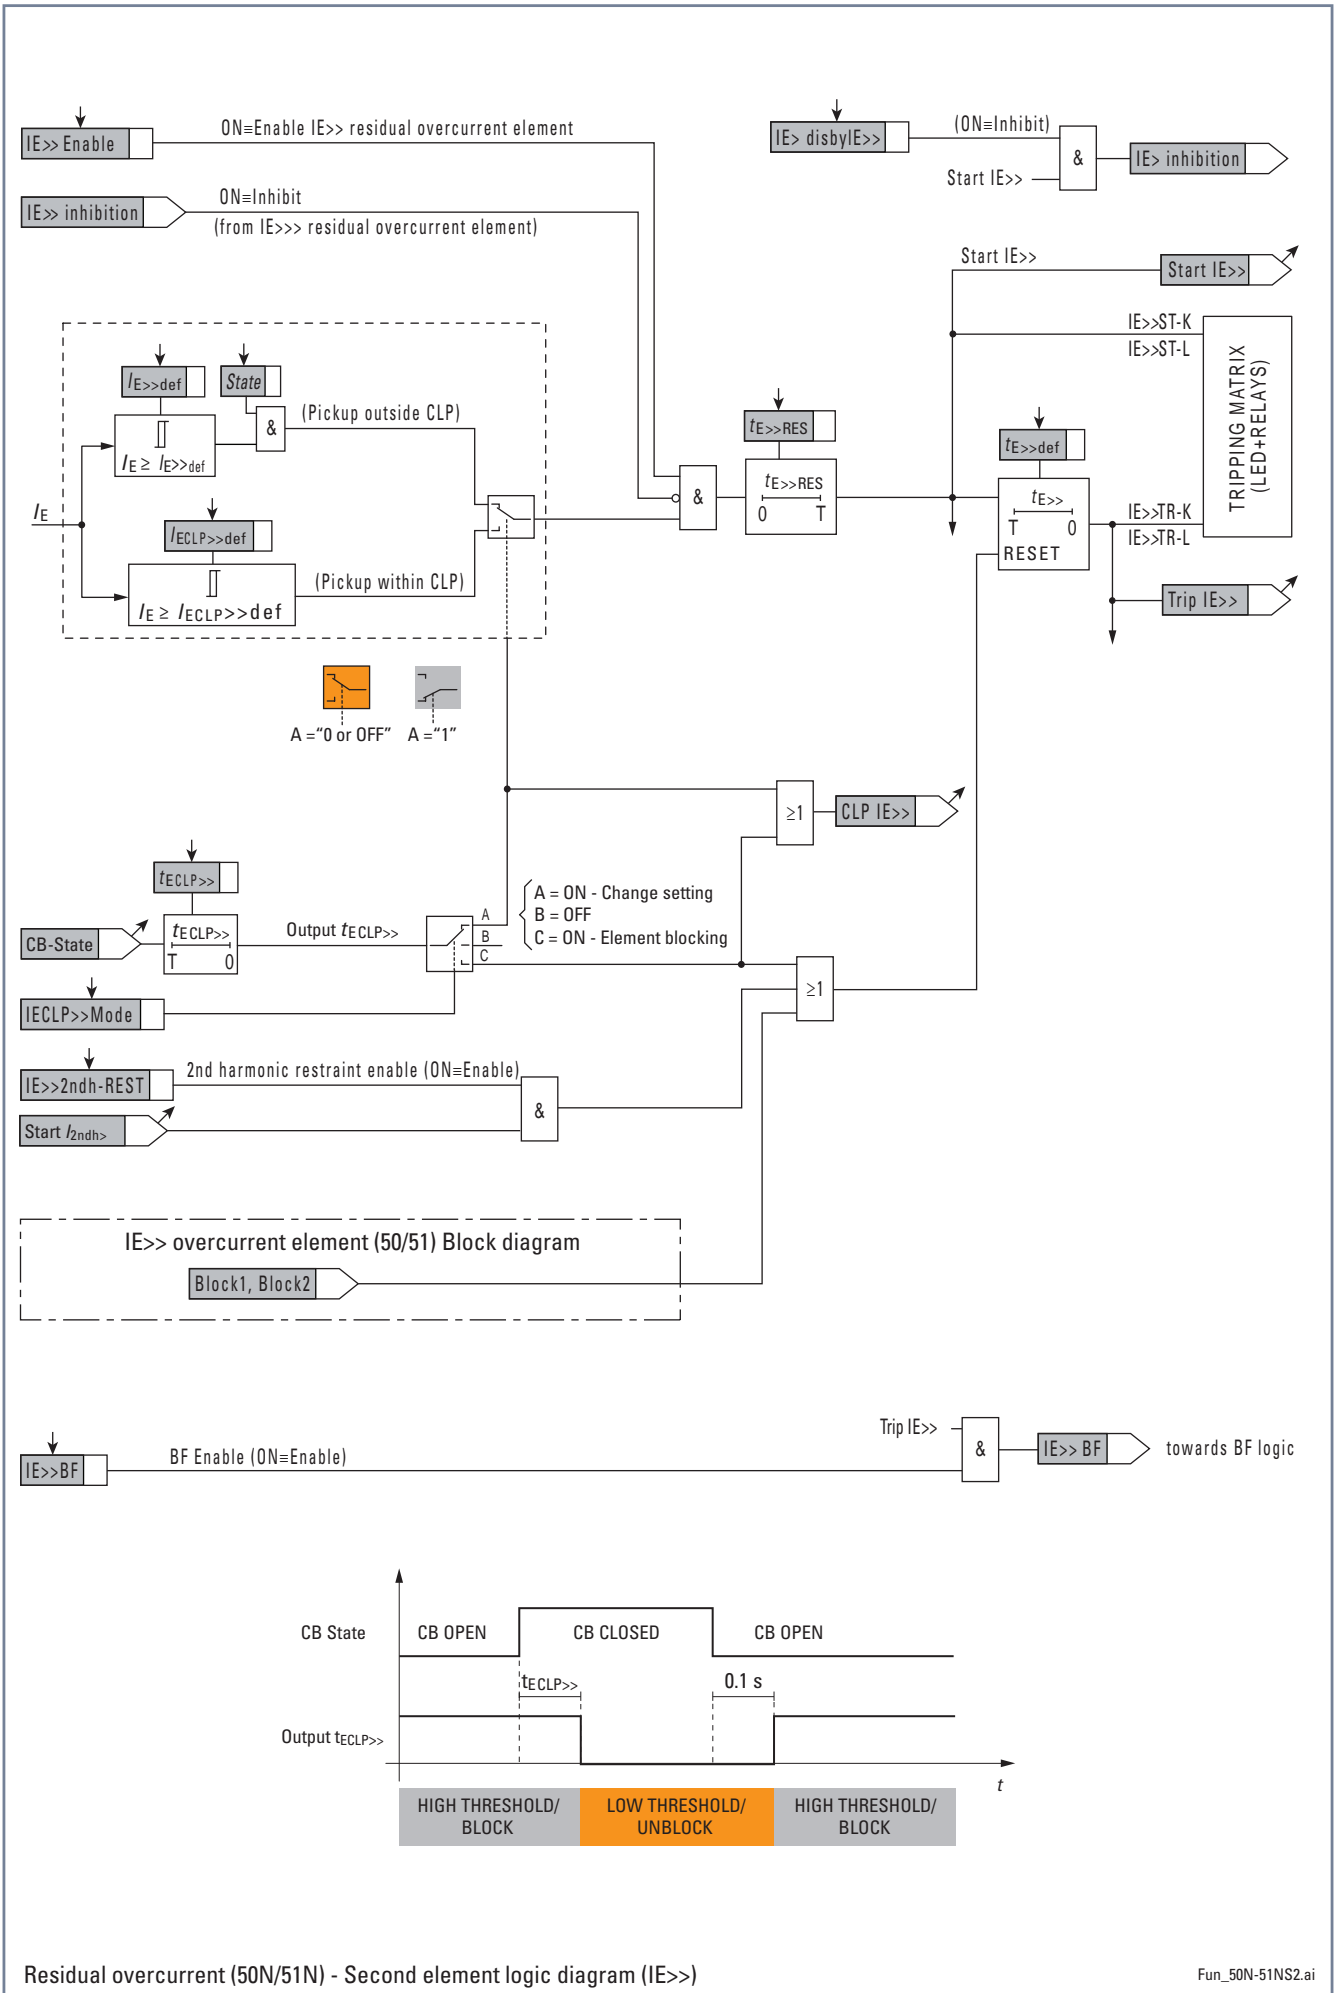 IE>> Enable
ON≡Enable IE>> residual overcurrent element
IE> disbyIE>>
(ON≡Inhibit)
Start IE>>
&
IE> inhibition
IE>> inhibition
ON≡Inhibit
(from IE>>> residual overcurrent element)
Start IE>>
Start IE>>
IE>>ST-K
IE>>ST-L
TRIPPING MATRIX
(LED+RELAYS)
IE>>TR-K
IE>>TR-L
Trip IE>>
IE>>def
State
(Pickup outside CLP)
&
IE ≥ IE>>def
IE
IECLP>>def
(Pickup within CLP)
IE ≥ IECLP>>def
&
tE>>RES
tE>>RES
0 T
tE>>def
tE>>
T 0
RESET
A ="0 or OFF"
A ="1"
≥1
CLP IE>>
tECLP>>
CB-State
tECLP>>
T 0
Output tECLP>>
A
B
C
A = ON - Change setting
B = OFF
C = ON - Element blocking
≥1
IECLP>>Mode
IE>>2ndh-REST
2nd harmonic restraint enable (ON≡Enable)
Start I2ndh>
&
IE>> overcurrent element (50/51) Block diagram
Block1, Block2
Trip IE>>
IE>>BF
BF Enable (ON≡Enable)
&
IE>> BF
towards BF logic
CB State
CB OPEN
CB CLOSED
CB OPEN
tECLP>>
0.1 s
Output tECLP>>
t
HIGH THRESHOLD/
BLOCK
LOW THRESHOLD/
UNBLOCK
HIGH THRESHOLD/
BLOCK
Residual overcurrent (50N/51N) - Second element logic diagram (IE>>)
Fun_50N-51NS2.ai